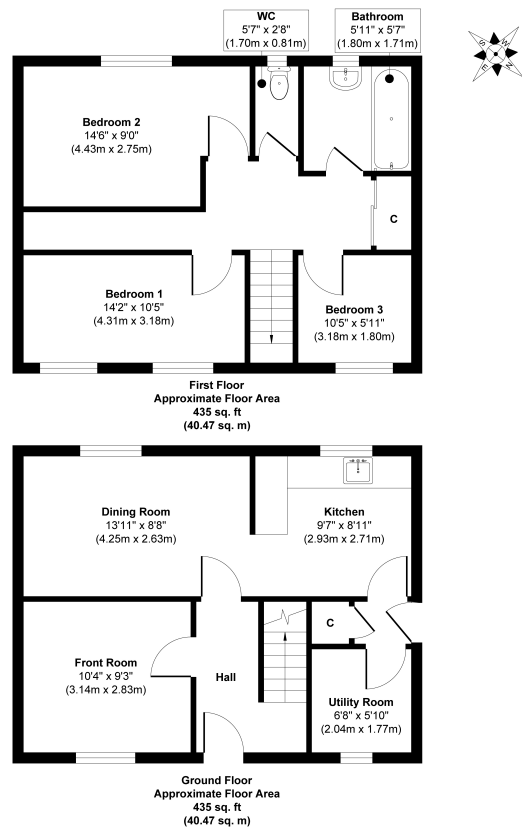 WC
5'7" x 2'8"
(1.70m x 0.81m)
Bathroom
5'11" x 5'7"
(1.80m x 1.71m)
N
E
S
W
Bedroom 2
14'6" x 9'0"
(4.43m x 2.75m)
C
Bedroom 1
14'2" x 10'5"
(4.31m x 3.18m)
Bedroom 3
10'5" x 5'11"
(3.18m x 1.80m)
First Floor
Approximate Floor Area
435 sq. ft
(40.47 sq. m)
Dining Room
13'11" x 8'8"
(4.25m x 2.63m)
Kitchen
9'7" x 8'11"
(2.93m x 2.71m)
C
Front Room
10'4" x 9'3"
(3.14m x 2.83m)
Hall
Utility Room
6'8" x 5'10"
(2.04m x 1.77m)
Ground Floor
Approximate Floor Area
435 sq. ft
(40.47 sq. m)